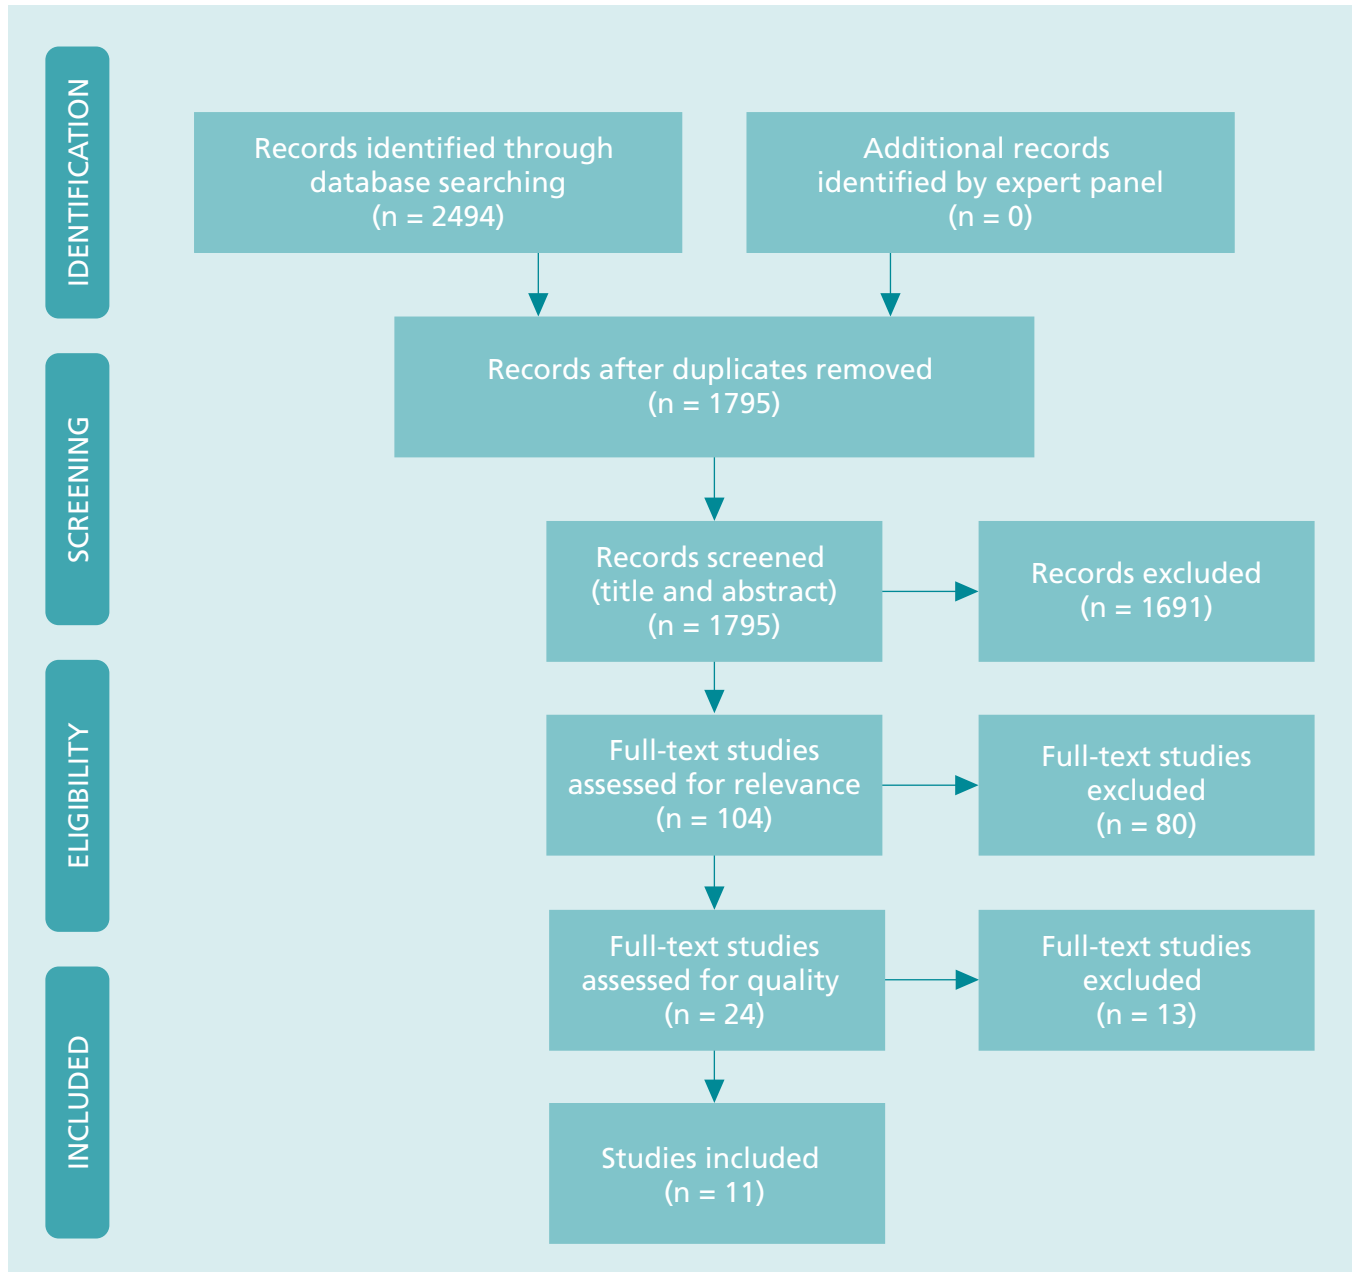 IDENTIFICATION
Records identified through
database searching
(n = 2494)
Additional records
identified by expert panel
(n = 0)
Records after duplicates removed
(n = 1795)
SCREENING
Records screened
(title and abstract)
(n = 1795)
Records excluded
(n = 1691)
ELIGIBILITY
Full-text studies
assessed for relevance
(n = 104)
Full-text studies
excluded
(n = 80)
Full-text studies
assessed for quality
(n = 24)
Full-text studies
excluded
(n = 13)
INCLUDED
Studies included
(n = 11)